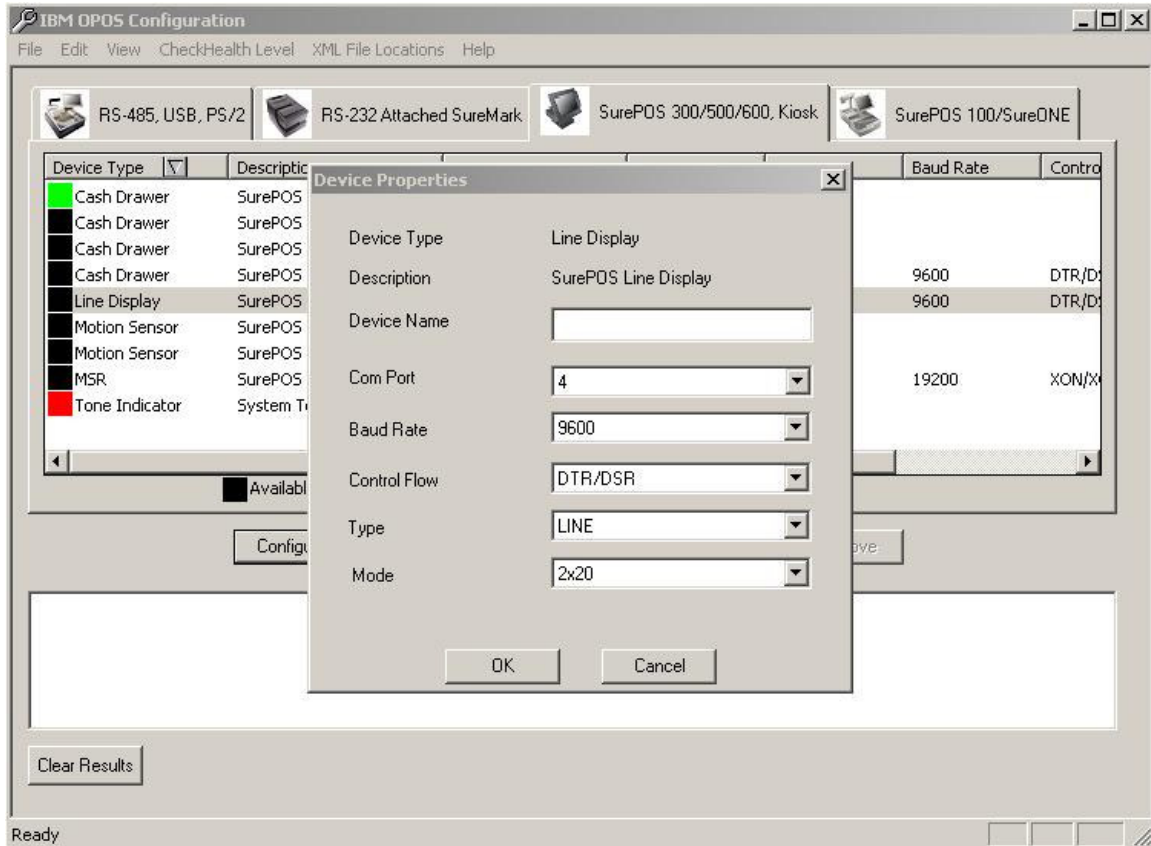 IBM OPOS Configuration
File Edit View CheckHealth Level XML File Locations Help
RS-485, USB, PS/2 RS-232 Attached SureMark SurePOS 300/500/600, Kiosk SurePOS 100/SureONE
Device Type Baud Rate
Cash Drawer SurePOS
Cash Drawer SurePOS
Cash Drawer SurePOS
Cash Drawer SurePOS 9600
Line Display SurePOS 9600
Motion Sensor SurePOS
Motion Sensor SurePOS
MSR SurePOS 19200
Tone Indicator System
Device Properties
Device Type Line Display
Description SurePOS Line Display
Device Name
Com Port 4
Baud Rate 9600
Control Flow DTR/DSR
Type LINE
Mode 2x20
OK Cancel
Clear Results
Ready